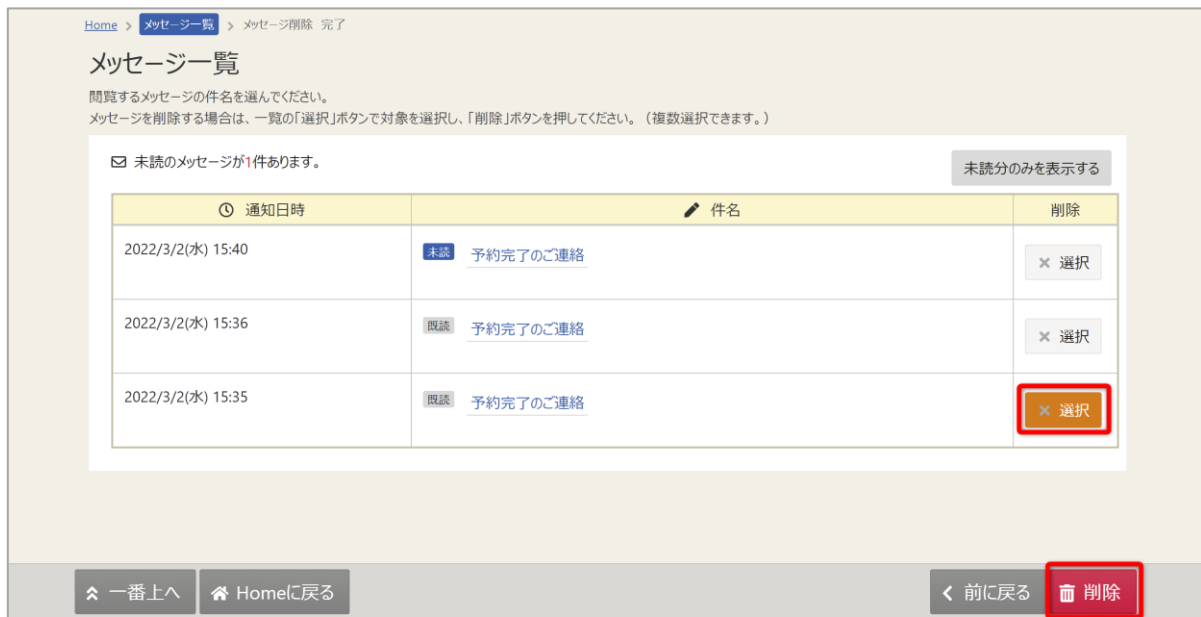 Home > メッセージ一覧 > メッセージ削除 完了
メッセージ一覧
閲覧するメッセージの件名を選んでください。
メッセージを削除する場合は、一覧の「選択」ボタンで対象を選択し、「削除」ボタンを押してください。（複数選択できます。）
未読のメッセージが1件あります。
未読分のみを表示する
通知日時 件名 削除
2022/3/2(水) 15:40 未読 予約完了のご連絡 × 選択
2022/3/2(水) 15:36 既読 予約完了のご連絡 × 選択
2022/3/2(水) 15:35 既読 予約完了のご連絡 × 選択
一番上へ Homeに戻る 前に戻る 削除